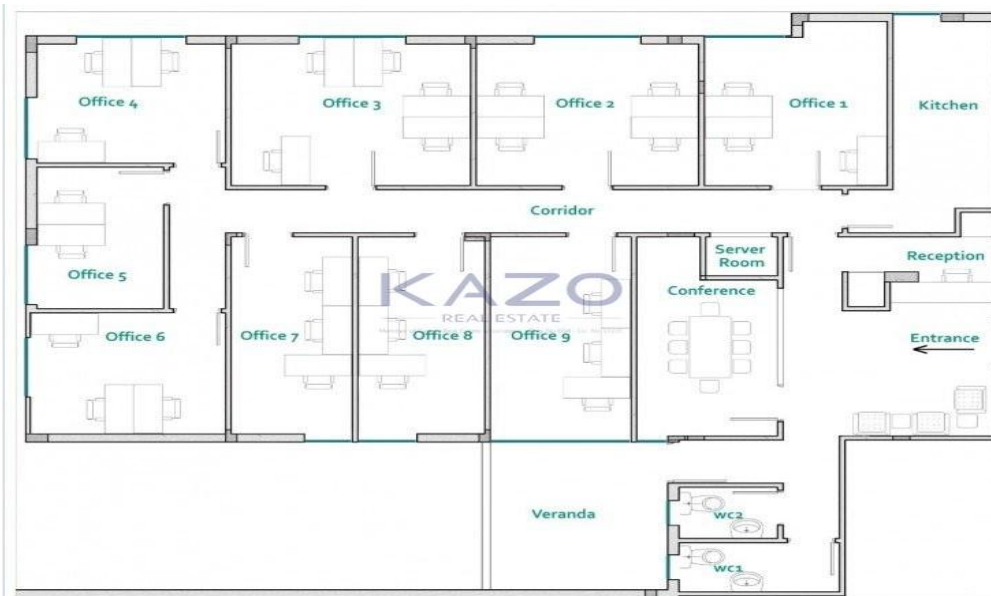 Office 4
Office 3
Office 2
Office 1
Kitchen
Corridor
Office 5
Server
Room
Reception
Conference
KAZO
REAL ESTATE
Office 6
Office 7
Office 8
Office 9
Entrance
Veranda
wc2
wc1